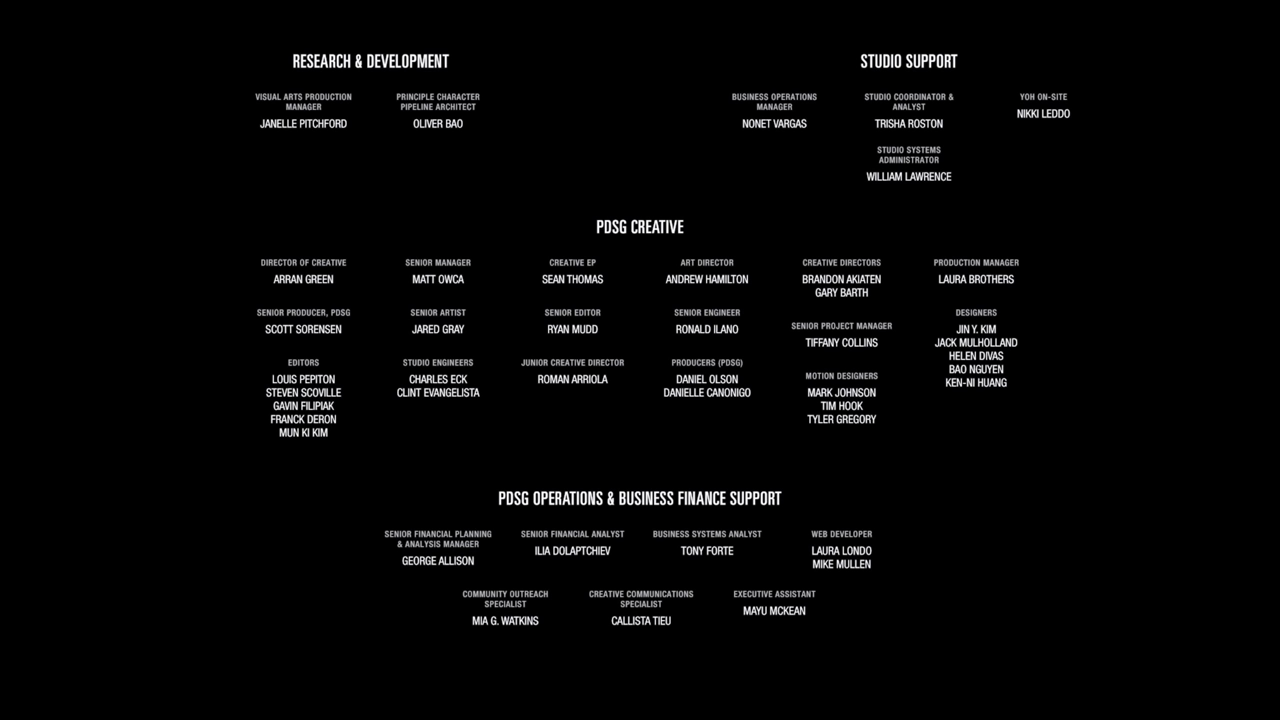 RESEARCH & DEVELOPMENT
VISUAL ARTS PRODUCTION
MANAGER
JANELLE PITCHFORD
PRINCIPLE CHARACTER
PIPELINE ARCHITECT
OLIVER BAO
STUDIO SUPPORT
BUSINESS OPERATIONS
MANAGER
NONET VARGAS
STUDIO COORDINATOR &
ANALYST
TRISHA ROSTON
YOH ON-SITE
NIKKI LEDDO
STUDIO SYSTEMS
ADMINISTRATOR
WILLIAM LAWRENCE
PDSG CREATIVE
DIRECTOR OF CREATIVE
ARRAN GREEN
SENIOR MANAGER
MATT OWCA
CREATIVE EP
SEAN THOMAS
ART DIRECTOR
ANDREW HAMILTON
CREATIVE DIRECTORS
BRANDON AKIATEN
GARY BARTH
PRODUCTION MANAGER
LAURA BROTHERS
SENIOR PRODUCER, PDSG
SCOTT SORENSEN
SENIOR ARTIST
JARED GRAY
SENIOR EDITOR
RYAN MUDD
SENIOR ENGINEER
RONALD ILANO
SENIOR PROJECT MANAGER
TIFFANY COLLINS
DESIGNERS
JIN Y. KIM
JACK MULHOLLAND
HELEN DIVAS
BAO NGUYEN
KEN-NI HUANG
EDITORS
LOUIS PEPITON
STEVEN SCOVILLE
GAVIN FILIPIAK
FRANCK DERON
MUN KI KIM
STUDIO ENGINEERS
CHARLES ECK
CLINT EVANGELISTA
JUNIOR CREATIVE DIRECTOR
ROMAN ARRIOLA
PRODUCERS (PDSG)
DANIEL OLSON
DANIELLE CANONIGO
MOTION DESIGNERS
MARK JOHNSON
TIM HOOK
TYLER GREGORY
PDSG OPERATIONS & BUSINESS FINANCE SUPPORT
SENIOR FINANCIAL PLANNING
& ANALYSIS MANAGER
GEORGE ALLISON
SENIOR FINANCIAL ANALYST
ILIA DOLAPTCHIEV
BUSINESS SYSTEMS ANALYST
TONY FORTE
WEB DEVELOPER
LAURA LONDO
MIKE MULLEN
COMMUNITY OUTREACH
SPECIALIST
MIA G. WATKINS
CREATIVE COMMUNICATIONS
SPECIALIST
CALLISTA TIEU
EXECUTIVE ASSISTANT
MAYU MCKEAN